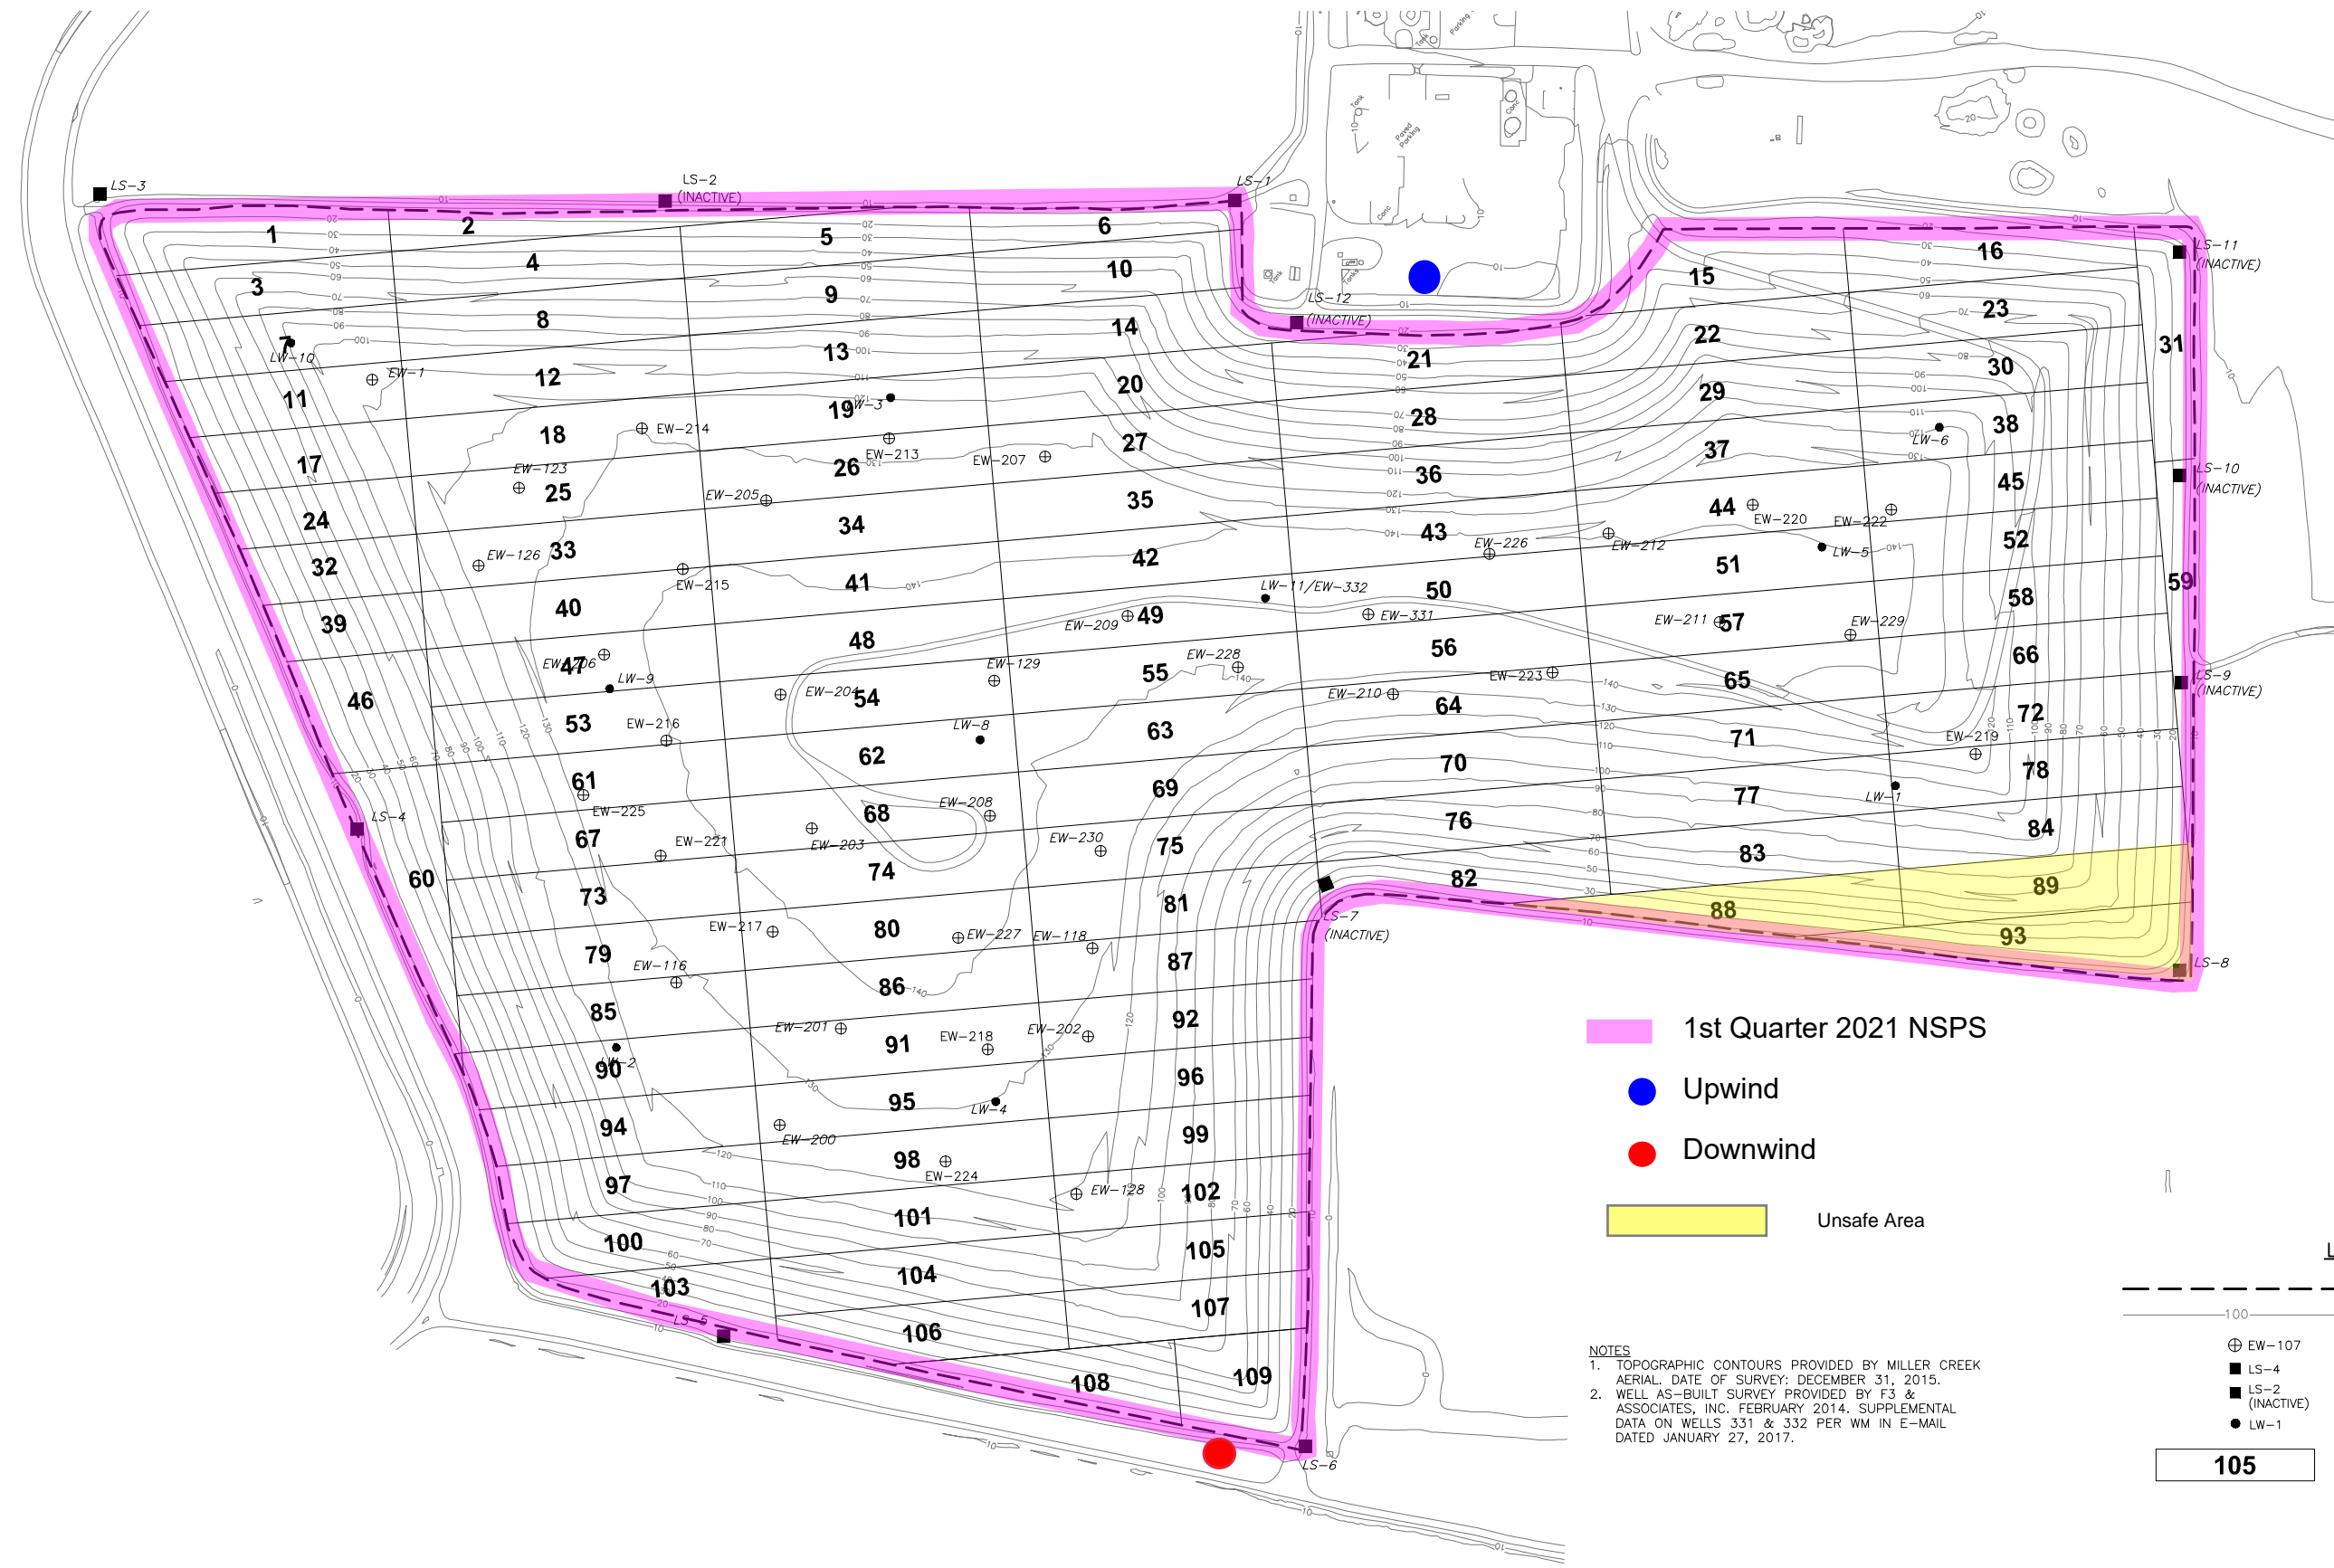 Tank
Parking
Tank
Conc
Paved
Parking
Conc
Tank
Tanks
LS-3
LS-2
(INACTIVE)
LS-1
LS-12
(INACTIVE)
LS-11
(INACTIVE)
1
2
5
6
16
4
10
15
3
9
23
8
14
22
31
7
LW-10
13
21
30
EW-1
12
20
29
11
LW-3
19
28
38
EW-214
18
27
LW-6
EW-213
37
17
26
EW-207
36
LS-10
(INACTIVE)
EW-123
25
EW-205
35
45
24
34
44
EW-220
EW-222
33
43
EW-212
52
EW-126
EW-226
LW-5
32
42
51
EW-215
41
LW-11/EW-332
50
59
40
49
EW-331
58
39
EW-209
EW-211
57
EW-229
48
56
66
EW-206
47
EW-129
EW-228
LW-9
55
EW-223
65
LS-9
(INACTIVE)
46
EW-204
54
EW-210
64
72
53
EW-216
LW-8
63
71
EW-219
62
70
78
61
69
77
LW-1
EW-225
EW-208
LS-4
68
76
84
67
EW-221
EW-203
EW-230
75
83
60
74
82
89
73
81
88
LS-7
(INACTIVE)
EW-217
80
EW-227
EW-118
93
79
87
LS-8
EW-116
86
85
92
EW-201
91
EW-218
EW-202
LW-2
90
96
95
LW-4
94
99
EW-200
98
EW-224
97
102
EW-128
101
100
105
104
103
107
LS-5
106
109
108
LS-6
1st Quarter 2021 NSPS
Upwind
Downwind
Unsafe Area
L
100
EW-107
LS-4
LS-2
(INACTIVE)
LW-1
105
NOTES
1. TOPOGRAPHIC CONTOURS PROVIDED BY MILLER CREEK
AERIAL. DATE OF SURVEY: DECEMBER 31, 2015.
2. WELL AS-BUILT SURVEY PROVIDED BY F3 &
ASSOCIATES, INC. FEBRUARY 2014. SUPPLEMENTAL
DATA ON WELLS 331 & 332 PER WM IN E-MAIL
DATED JANUARY 27, 2017.